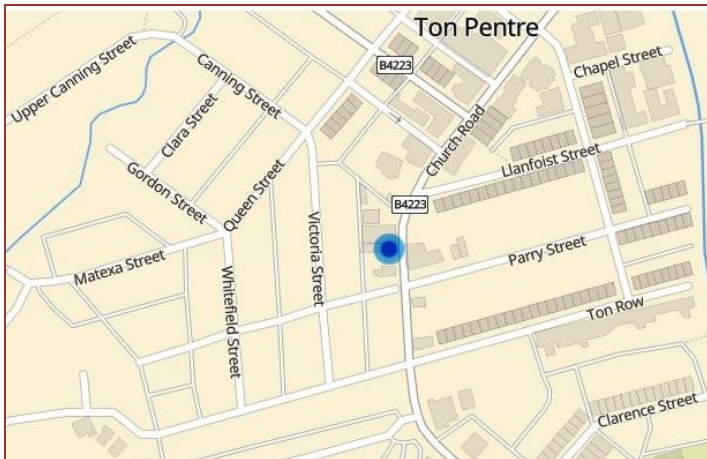 Ton Pentre
B4223
Chapel Street
Canning Street
Upper Canning Street
Clara Street
Church Road
Llanfoist Street
Gordon Street
Queen Street
B4223
Victoria Street
Parry Street
Matexa Street
Whitefield Street
Ton Row
Clarence Street